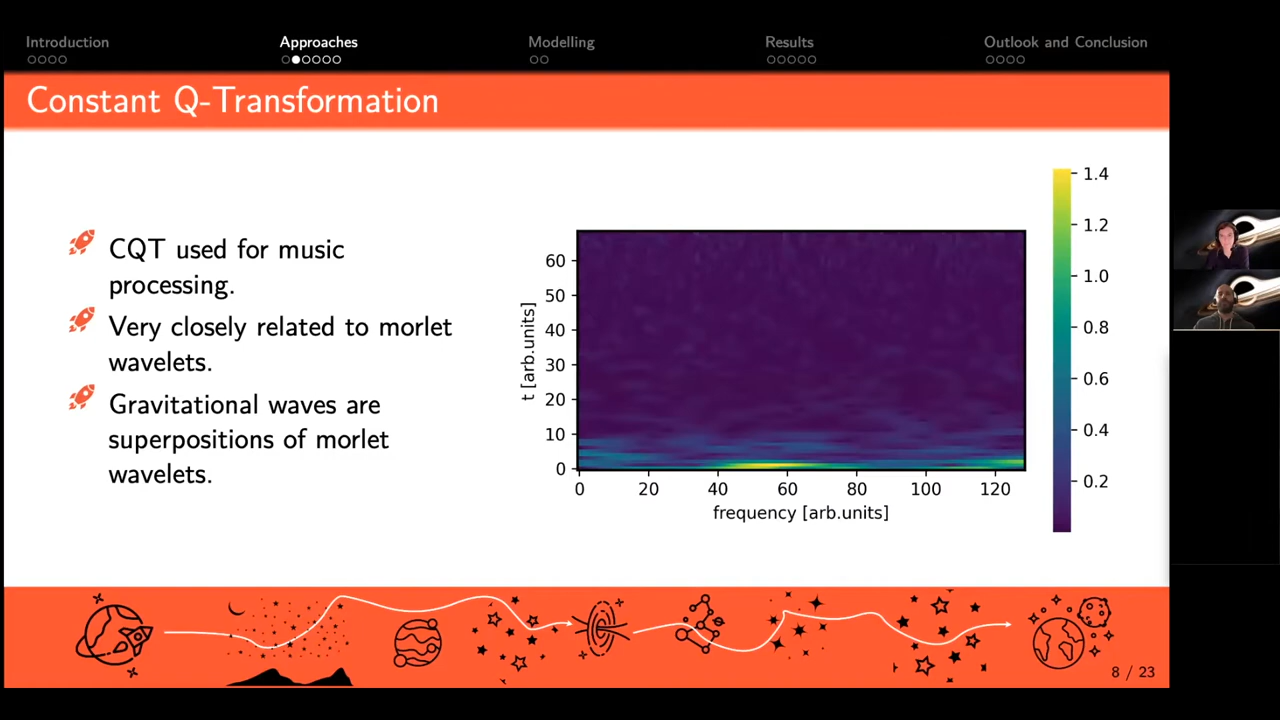 Introduction
Approaches
Modelling
Results
Outlook and Conclusion
Constant Q-Transformation
CQT used for music
processing.
Very closely related to morlet
wavelets.
Gravitational waves are
superpositions of morlet
wavelets.
t [arb.units]
60
50
40
30
20
10
0
0 20 40 60 80 100 120
frequency [arb.units]
1.4
1.2
1.0
0.8
0.6
0.4
0.2
8 / 23